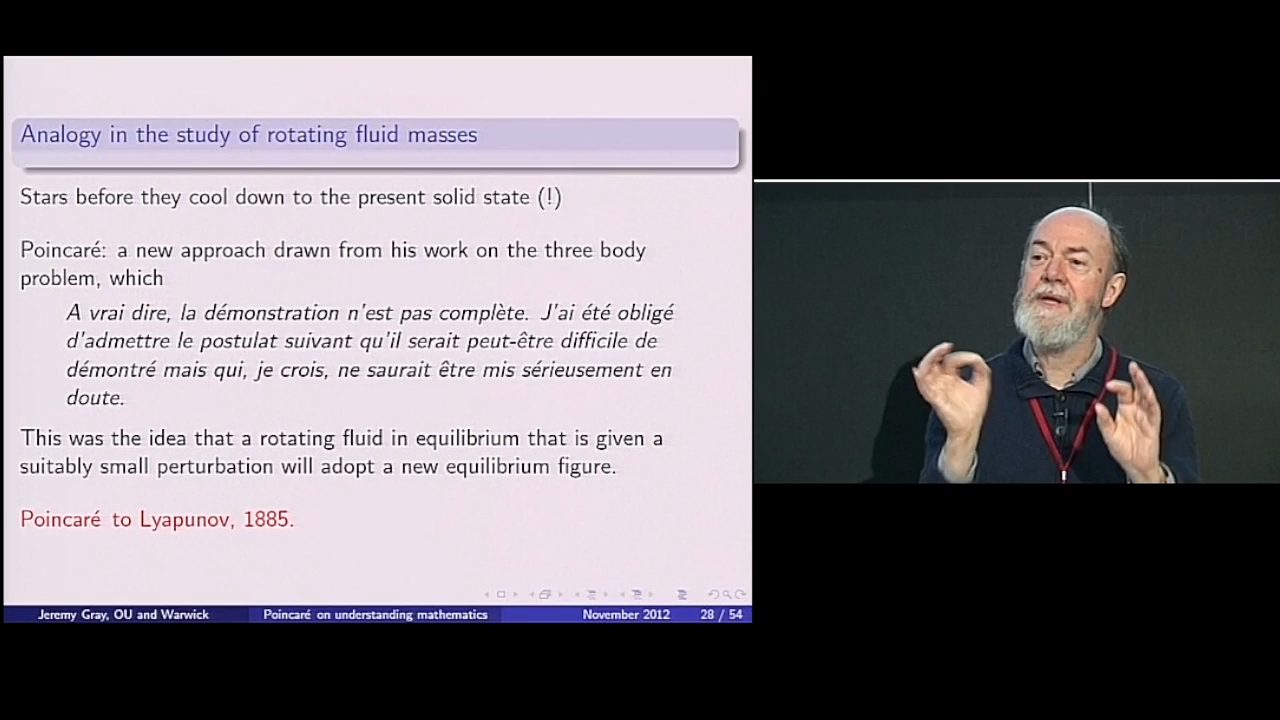 Analogy in the study of rotating fluid masses
Stars before they cool down to the present solid state (!)
Poincaré: a new approach drawn from his work on the three body
problem, which
A vrai dire, la démonstration n'est pas complète. J'ai été obligé
d'admettre le postulat suivant qu'il serait peut-être difficile de
démontré mais qui, je crois, ne saurait être mis sérieusement en
doute.
This was the idea that a rotating fluid in equilibrium that is given a
suitably small perturbation will adopt a new equilibrium figure.
Poincaré to Lyapunov, 1885.
Jeremy Gray, OU and Warwick Poincaré on understanding mathematics November 2012 28 / 54